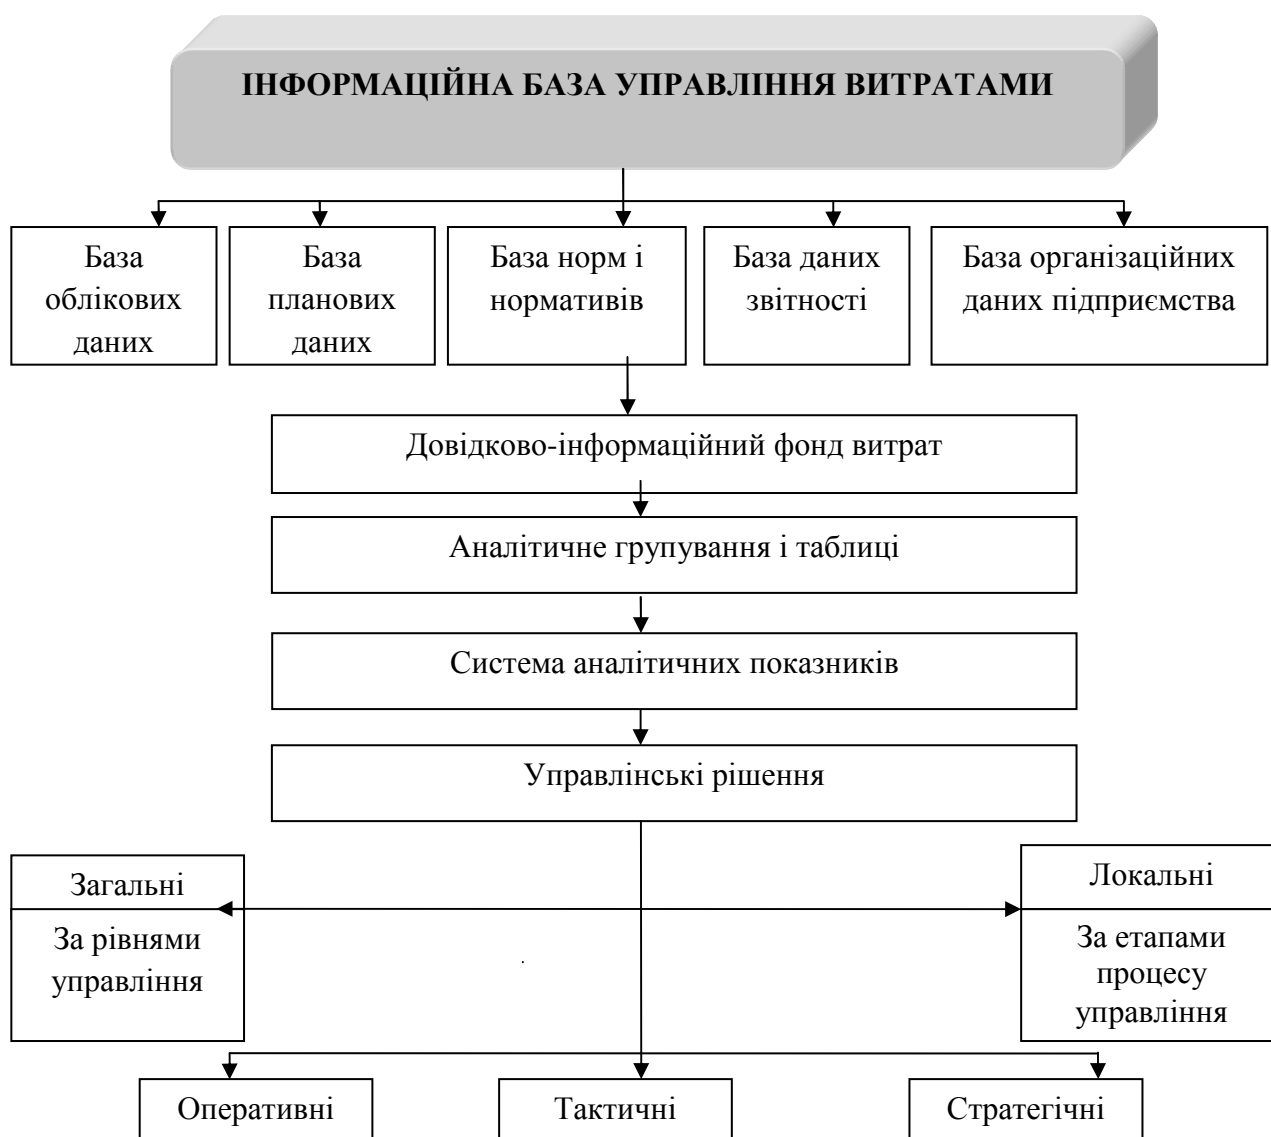 ІНФОРМАЦІЙНА БАЗА УПРАВЛІННЯ ВИТРАТАМИ
База
облікових
даних
База
планових
даних
База норм і
нормативів
База даних
звітності
База організаційних
даних підприємства
Довідково-інформаційний фонд витрат
Аналітичне групування і таблиці
Система аналітичних показників
Управлінські рішення
Загальні
За рівнями
управління
Локальні
За етапами
процесу
управління
Оперативні
Тактичні
Стратегічні